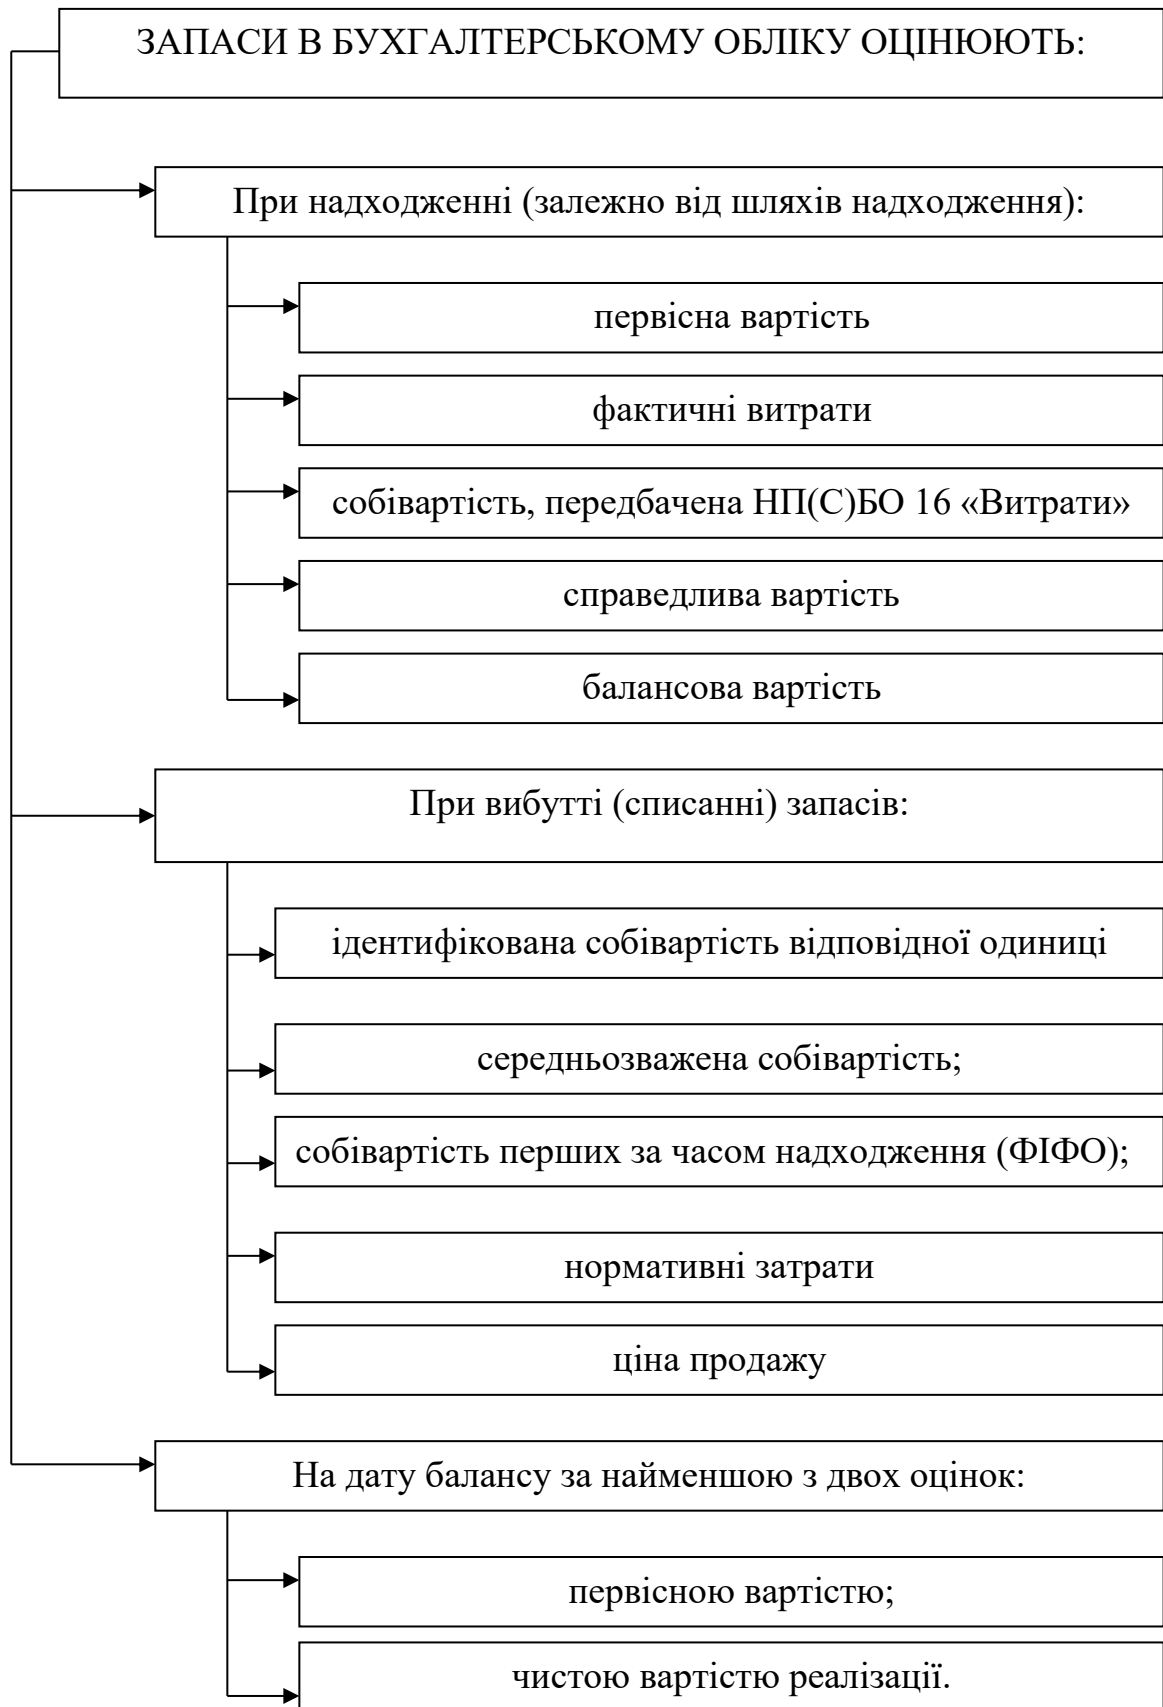 ЗАПАСИ В БУХГАЛТЕРСЬКОМУ ОБЛІКУ ОЦІНЮЮТЬ:
При надходженні (залежно від шляхів надходження):
первісна вартість
фактичні витрати
собівартість, передбачена НП(С)БО 16 «Витрати»
справедлива вартість
балансова вартість
При вибутті (списанні) запасів:
ідентифікована собівартість відповідної одиниці
середньозважена собівартість;
собівартість перших за часом надходження (ФІФО);
нормативні затрати
ціна продажу
На дату балансу за найменшою з двох оцінок:
первісною вартістю;
чистою вартістю реалізації.